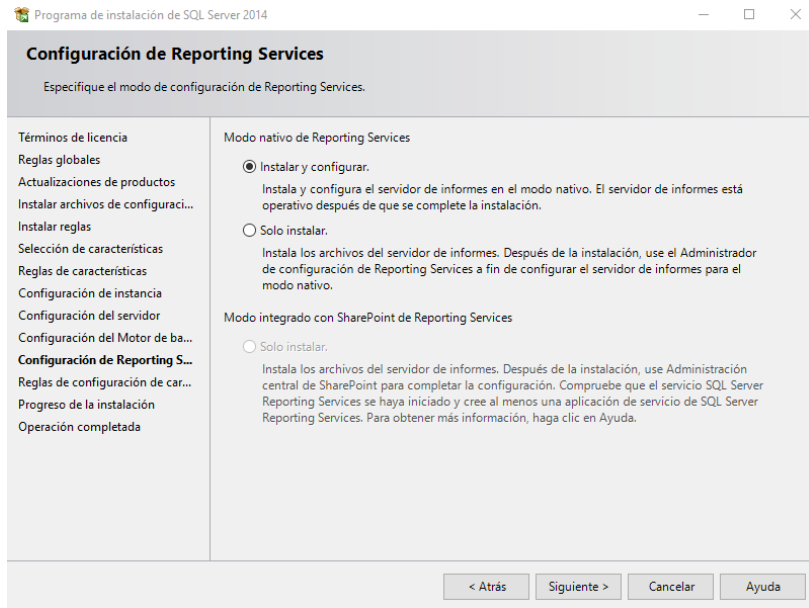 Programa de instalación de SQL Server 2014
Configuración de Reporting Services
Especifique el modo de configuración de Reporting Services.
Términos de licencia
Reglas globales
Actualizaciones de productos
Instalar archivos de configuraci...
Instalar reglas
Selección de características
Reglas de características
Configuración de instancia
Configuración del servidor
Configuración del Motor de ba...
Configuración de Reporting S...
Reglas de configuración de car...
Progreso de la instalación
Operación completada
Modo nativo de Reporting Services
Instalar y configurar.
Instala y configura el servidor de informes en el modo nativo. El servidor de informes está
operativo después de que se complete la instalación.
Solo instalar.
Instala los archivos del servidor de informes. Después de la instalación, use el Administrador
de configuración de Reporting Services a fin de configurar el servidor de informes para el
modo nativo.
Modo integrado con SharePoint de Reporting Services
Solo instalar.
Instala los archivos del servidor de informes. Después de la instalación, use Administración
central de SharePoint para completar la configuración. Compruebe que el servicio SQL Server
Reporting Services se haya iniciado y cree al menos una aplicación de servicio de SQL Server
Reporting Services. Para obtener más información, haga clic en Ayuda.
< Atrás
Siguiente >
Cancelar
Ayuda